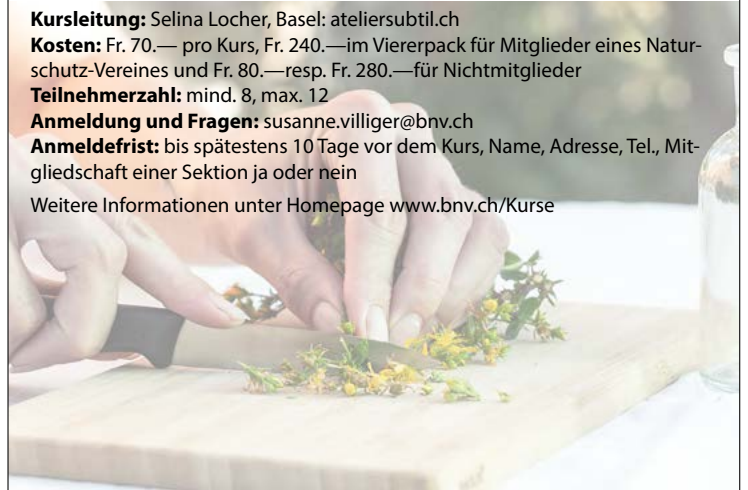 Kursleitung: Selina Locher, Basel: ateliersubtil.ch
Kosten: Fr. 70.— pro Kurs, Fr. 240.—im Viererpack für Mitglieder eines Natur-
schutz-Vereines und Fr. 80.—resp. Fr. 280.—für Nichtmitglieder
Teilnehmerzahl: mind. 8, max. 12
Anmeldung und Fragen: susanne.villiger@bnv.ch
Anmeldefrist: bis spätestens 10 Tage vor dem Kurs, Name, Adresse, Tel., Mit-
gliedschaft einer Sektion ja oder nein
Weitere Informationen unter Homepage www.bnv.ch/Kurse